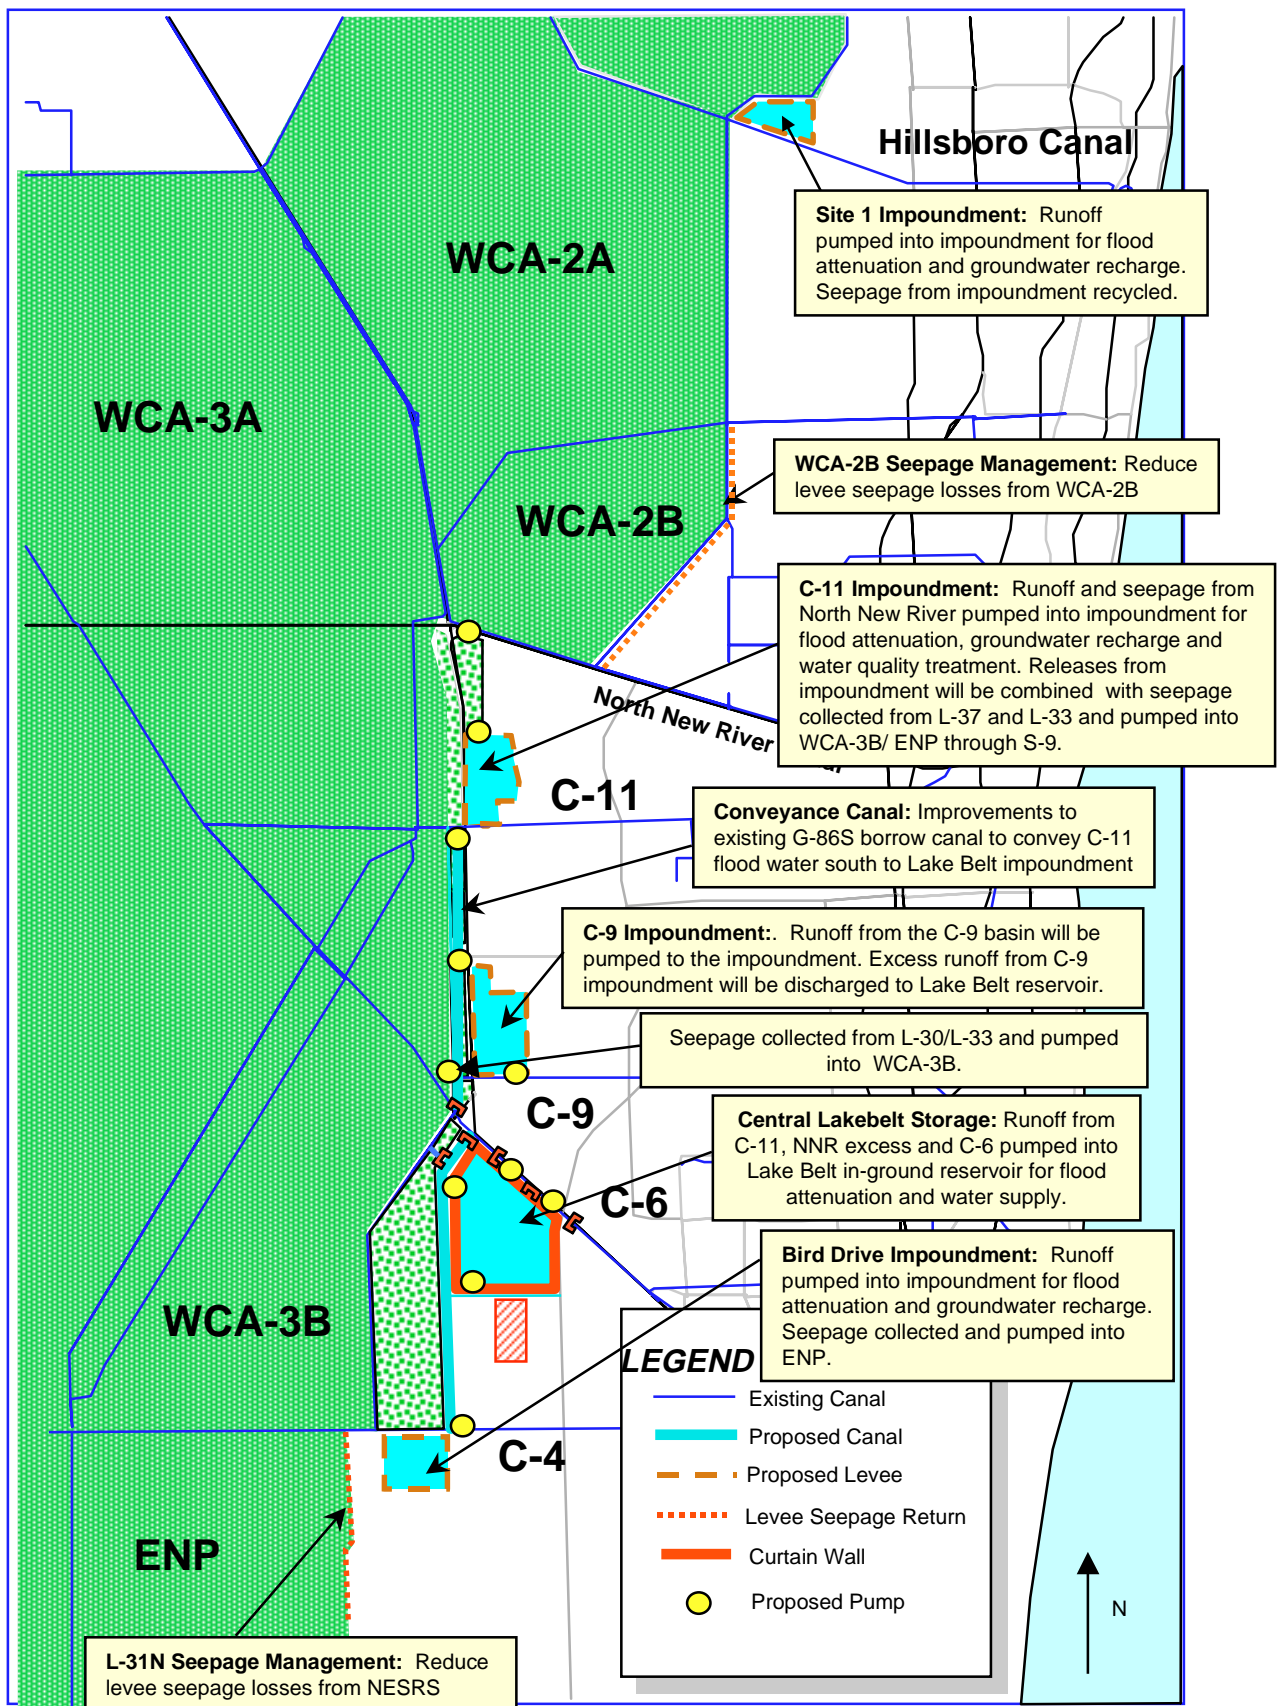 Hillsboro Canal
Site 1 Impoundment: Runoff
pumped into impoundment for flood
attenuation and groundwater recharge.
Seepage from impoundment recycled.
WCA-2A
WCA-3A
WCA-2B Seepage Management: Reduce
levee seepage losses from WCA-2B
WCA-2B
C-11 Impoundment: Runoff and seepage from
North New River pumped into impoundment for
flood attenuation, groundwater recharge and
water quality treatment. Releases from
impoundment will be combined with seepage
collected from L-37 and L-33 and pumped into
WCA-3B/ ENP through S-9.
North New River
C-11
Conveyance Canal: Improvements to
existing G-86S borrow canal to convey C-11
flood water south to Lake Belt impoundment
C-9 Impoundment:. Runoff from the C-9 basin will be
pumped to the impoundment. Excess runoff from C-9
impoundment will be discharged to Lake Belt reservoir.
Seepage collected from L-30/L-33 and pumped
into WCA-3B.
C-9
Central Lakebelt Storage: Runoff from
C-11, NNR excess and C-6 pumped into
Lake Belt in-ground reservoir for flood
attenuation and water supply.
C-6
Bird Drive Impoundment: Runoff
pumped into impoundment for flood
attenuation and groundwater recharge.
Seepage collected and pumped into
ENP.
WCA-3B
LEGEND
Existing Canal
Proposed Canal
Proposed Levee
Levee Seepage Return
Curtain Wall
Proposed Pump
C-4
ENP
N
L-31N Seepage Management: Reduce
levee seepage losses from NESRS